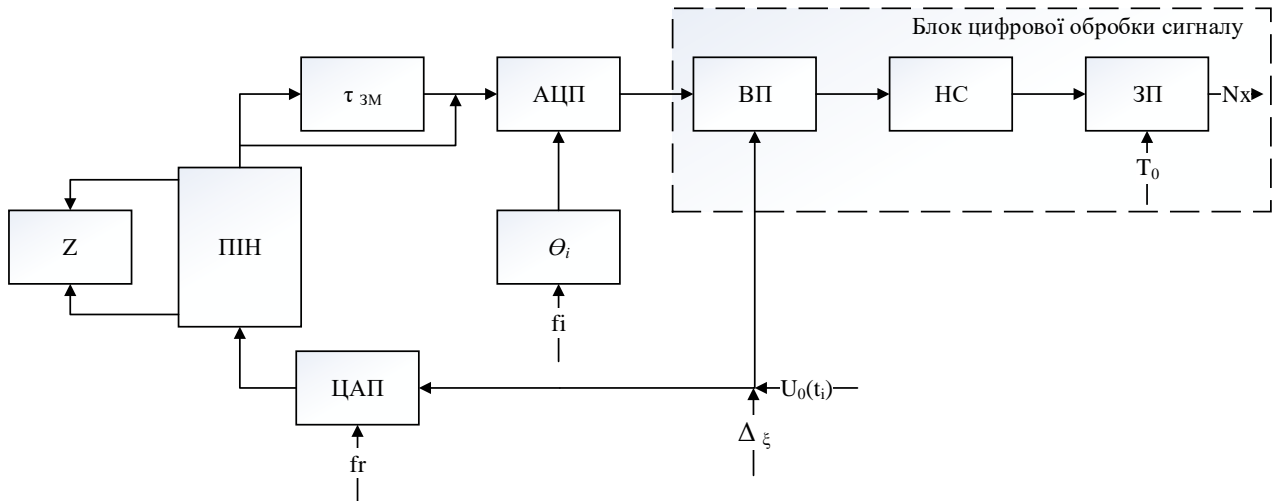 Блок цифрової обробки сигналу
τ зм
АЦП
ВП
НС
ЗП
Nx
T₀
Z
ПІН
Θi
fi
ЦАП
U₀(tᵢ)
Δ ξ
fr